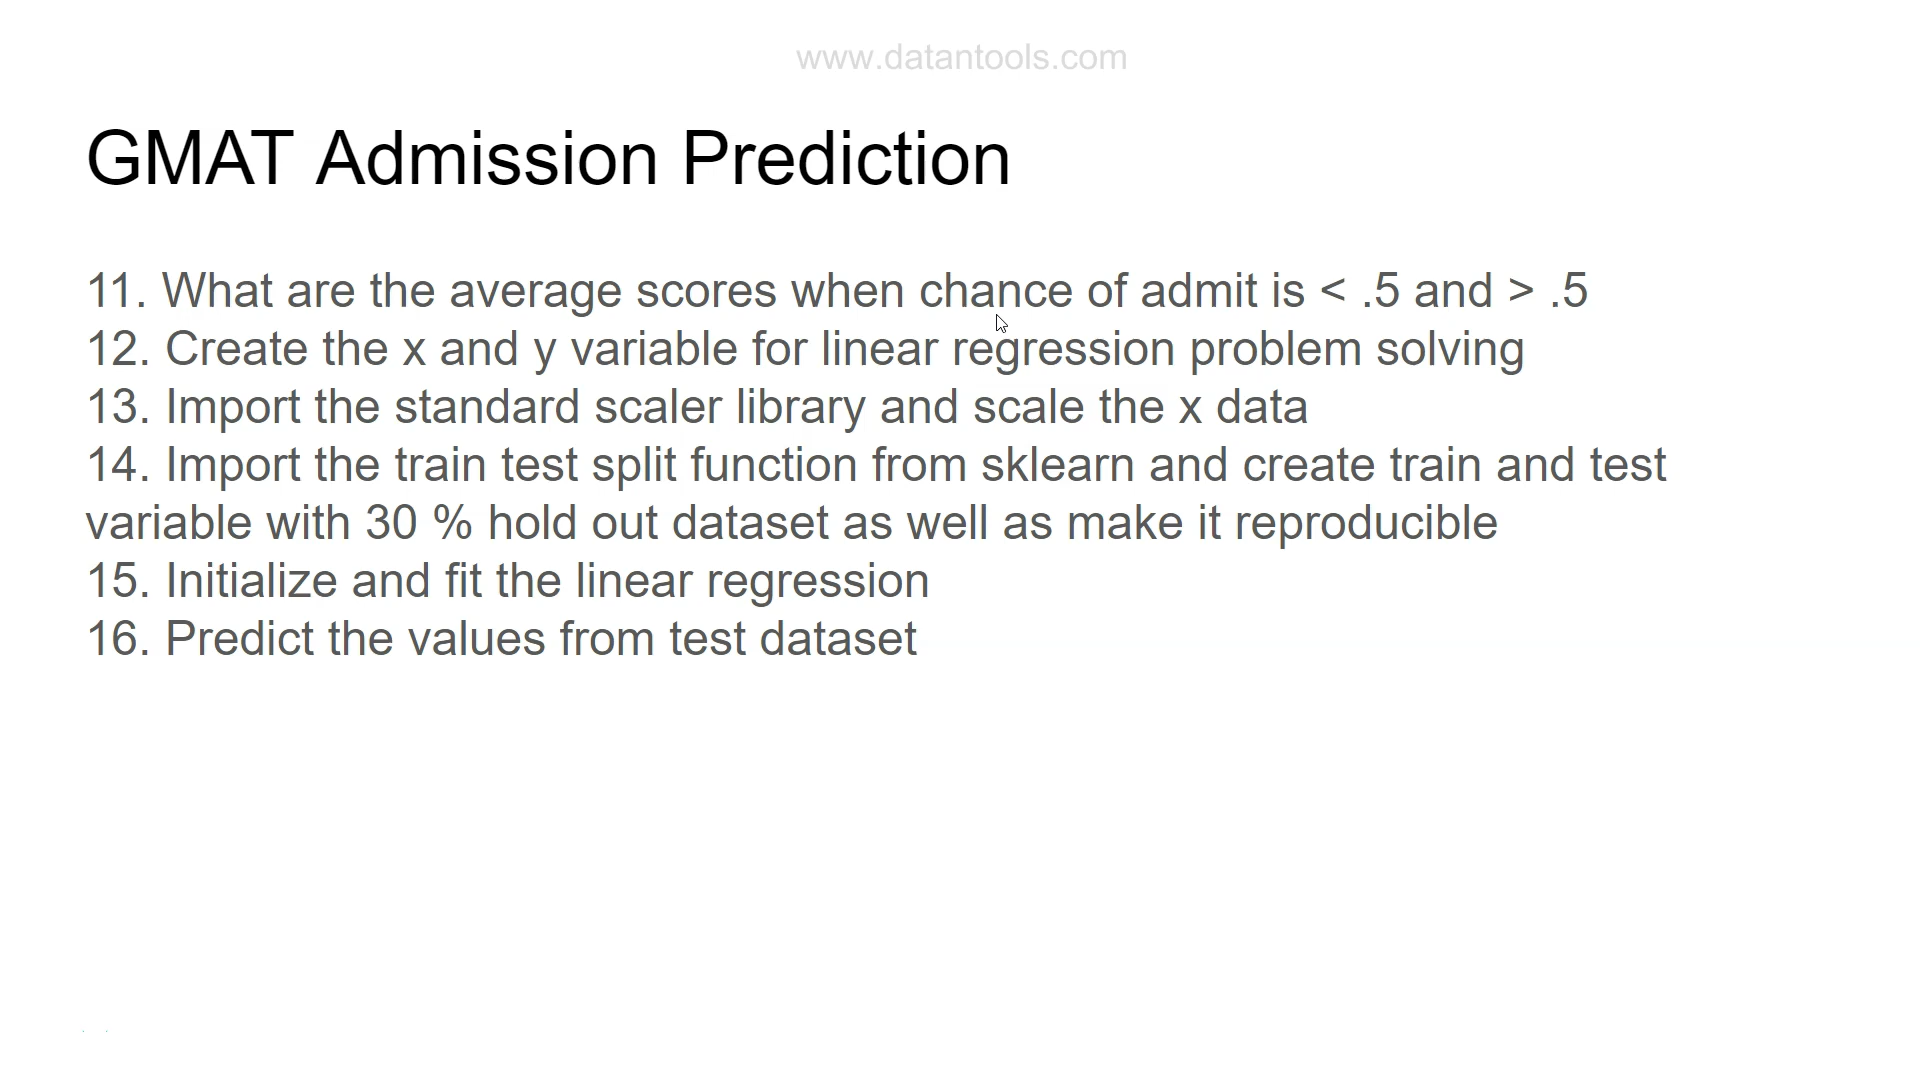 www.datantools.com
GMAT Admission Prediction
11. What are the average scores when chance of admit is < .5 and > .5
12. Create the x and y variable for linear regression problem solving
13. Import the standard scaler library and scale the x data
14. Import the train test split function from sklearn and create train and test
variable with 30 % hold out dataset as well as make it reproducible
15. Initialize and fit the linear regression
16. Predict the values from test dataset